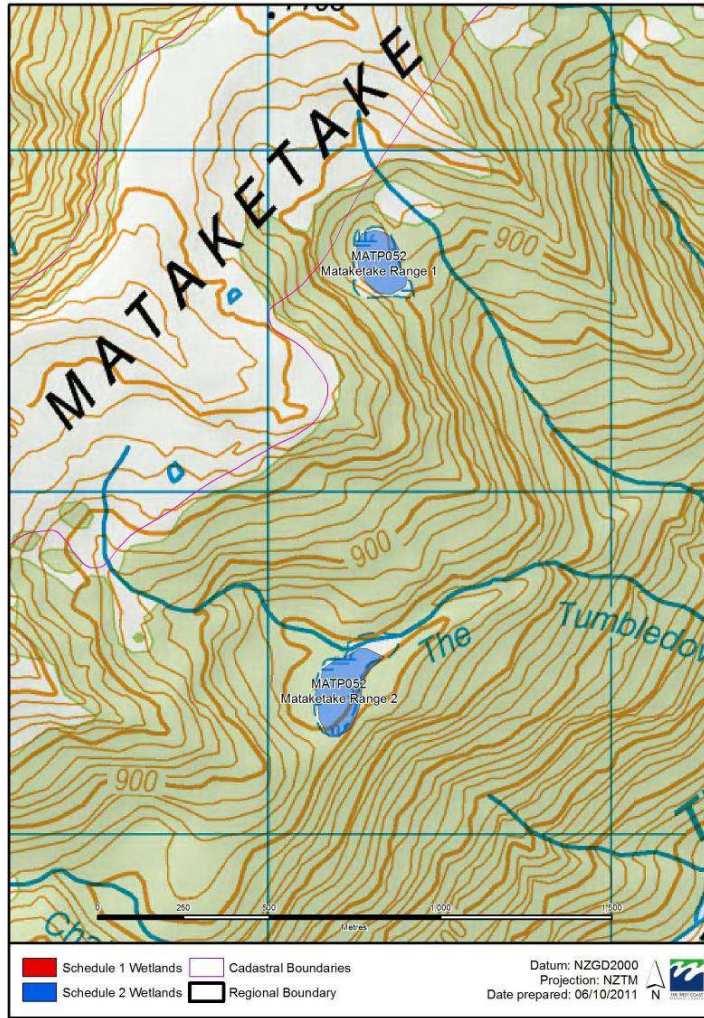 MATAKETAKE
900
MATP052
Mataketake Range 1
900
The
Tumbledow
MATP052
Mataketake Range 2
900
0 250 500 1,000 1,500
Metres
Schedule 1 Wetlands
Schedule 2 Wetlands
Cadastral Boundaries
Regional Boundary
Datum: NZGD2000
Projection: NZTM
Date prepared: 06/10/2011
N